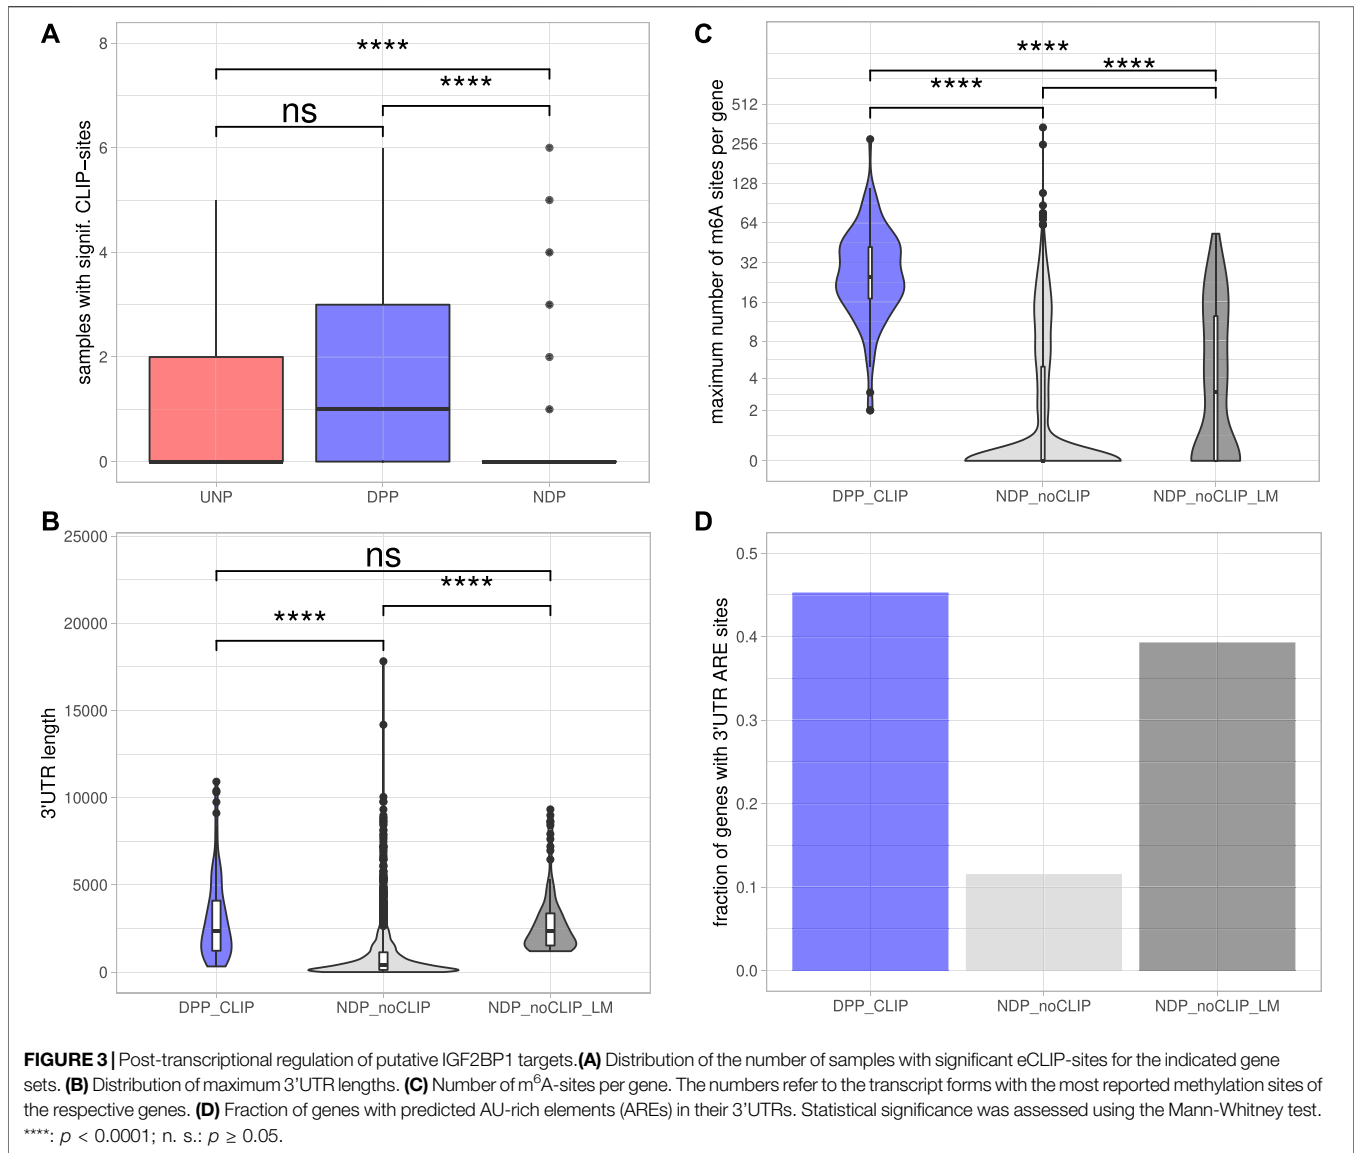 A
8
6
4
2
0
samples with signif. CLIP−sites
****
****
ns
UNP
DPP
NDP
C
512
256
128
64
32
16
8
4
2
0
maximum number of m6A sites per gene
****
****
****
DPP_CLIP
NDP_noCLIP
NDP_noCLIP_LM
B
25000
20000
15000
10000
5000
0
3'UTR length
ns
****
****
DPP_CLIP
NDP_noCLIP
NDP_noCLIP_LM
D
0.5
0.4
0.3
0.2
0.1
0.0
fraction of genes with 3'UTR ARE sites
DPP_CLIP
NDP_noCLIP
NDP_noCLIP_LM
FIGURE 3 | Post-transcriptional regulation of putative IGF2BP1 targets.(A) Distribution of the number of samples with significant eCLIP-sites for the indicated gene
sets. (B) Distribution of maximum 3'UTR lengths. (C) Number of m⁶A-sites per gene. The numbers refer to the transcript forms with the most reported methylation sites of
the respective genes. (D) Fraction of genes with predicted AU-rich elements (AREs) in their 3'UTRs. Statistical significance was assessed using the Mann-Whitney test.
****: p < 0.0001; n. s.: p ≥ 0.05.